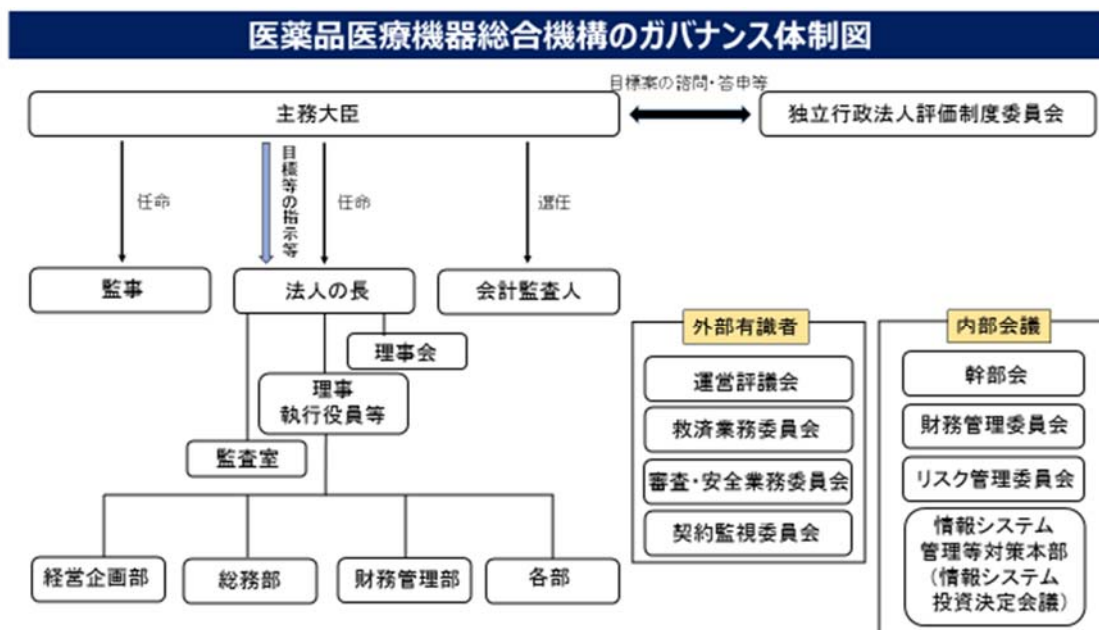 医薬品医療機器総合機構のガバナンス体制図
目標案の諮問・答申等
主務大臣
独立行政法人評価制度委員会
任命
目標等の指示等
任命
選任
監事
法人の長
会計監査人
理事会
理事
執行役員等
監査室
経営企画部
総務部
財務管理部
各部
外部有識者
運営評議会
救済業務委員会
審査・安全業務委員会
契約監視委員会
内部会議
幹部会
財務管理委員会
リスク管理委員会
情報システム
管理等対策本部
(情報システム
投資決定会議)